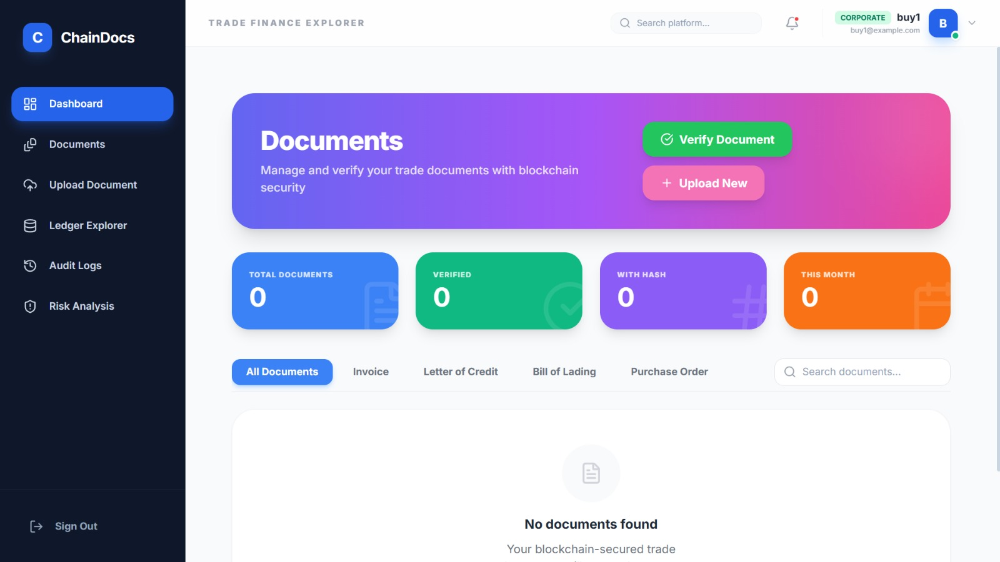 C ChainDocs
Dashboard
Documents
Upload Document
Ledger Explorer
Audit Logs
Risk Analysis
Sign Out
TRADE FINANCE EXPLORER
Search platform...
CORPORATE buy1
buy1@example.com
B
Documents
Manage and verify your trade documents with blockchain
security
Verify Document
Upload New
TOTAL DOCUMENTS
0
VERIFIED
0
WITH HASH
0
THIS MONTH
0
All Documents Invoice Letter of Credit Bill of Lading Purchase Order
Search documents...
No documents found
Your blockchain-secured trade